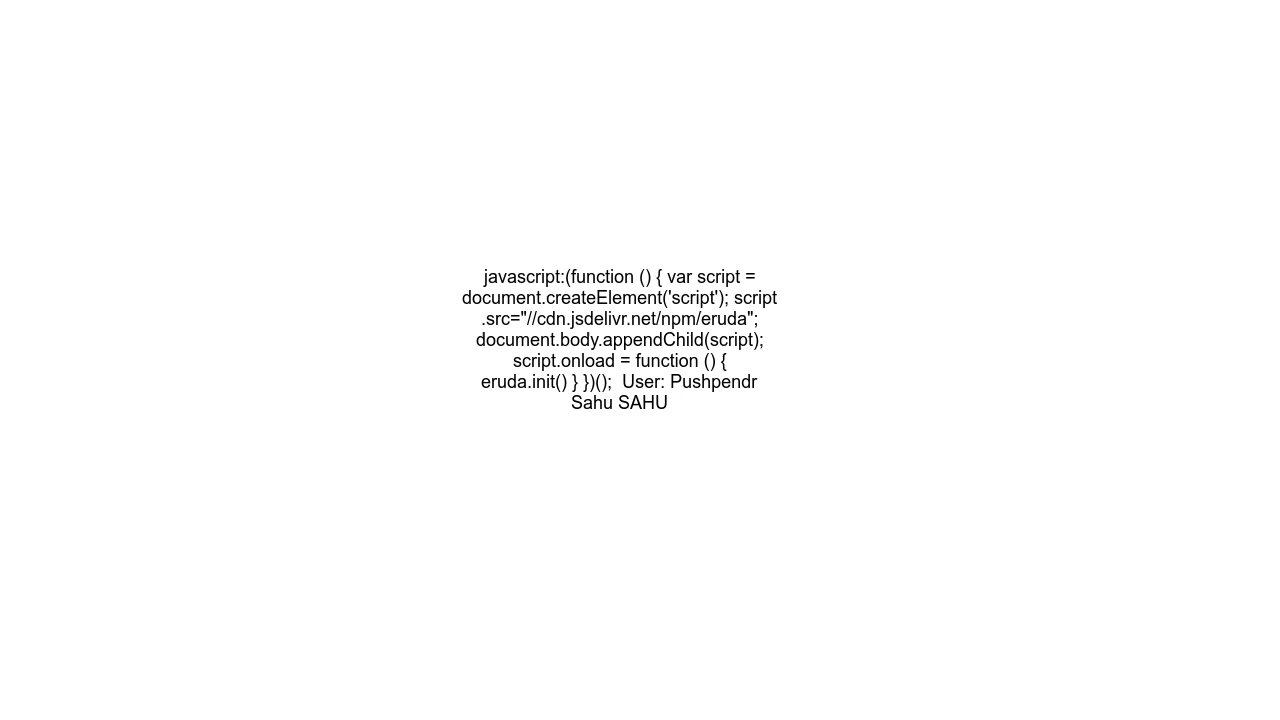 javascript:(function () { var script =
document.createElement('script'); script
.src="//cdn.jsdelivr.net/npm/eruda";
document.body.appendChild(script);
script.onload = function () {
eruda.init() } })();  User: Pushpendr
Sahu SAHU